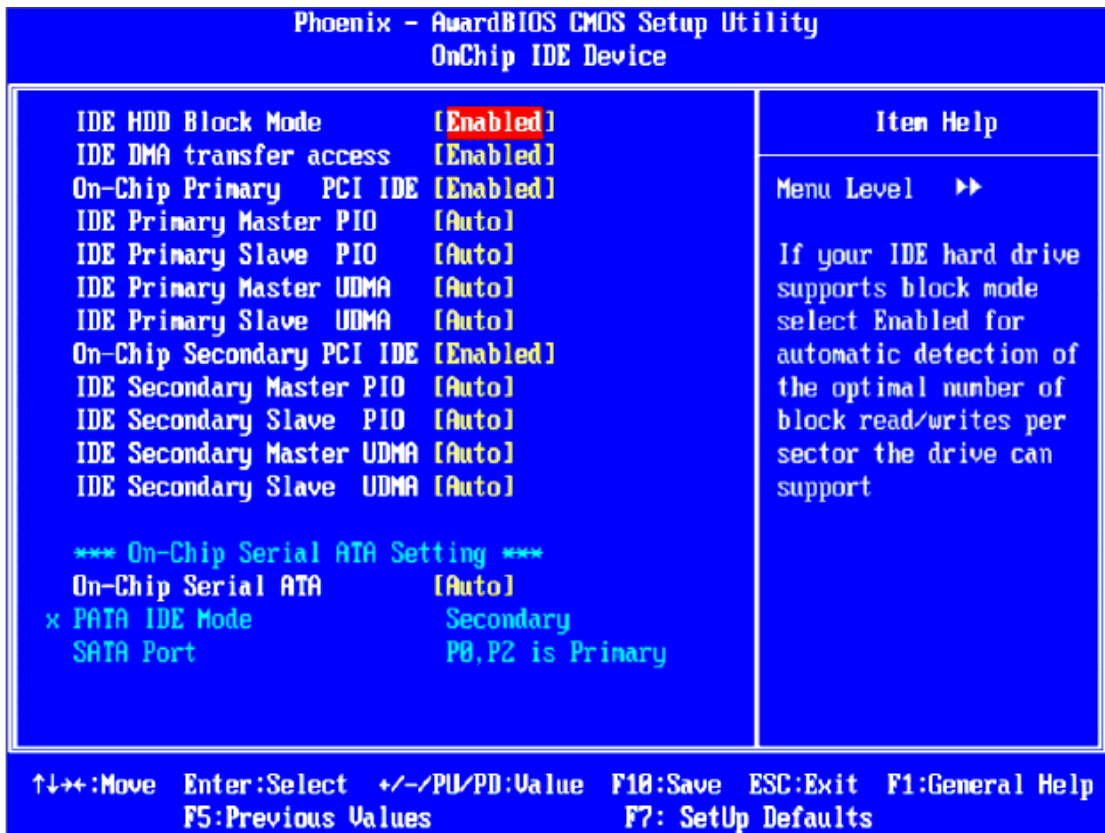 Phoenix - AwardBIOS CMOS Setup Utility
OnChip IDE Device
IDE HDD Block Mode [Enabled]
IDE DMA transfer access [Enabled]
On-Chip Primary PCI IDE [Enabled]
IDE Primary Master PIO [Auto]
IDE Primary Slave PIO [Auto]
IDE Primary Master UDMA [Auto]
IDE Primary Slave UDMA [Auto]
On-Chip Secondary PCI IDE [Enabled]
IDE Secondary Master PIO [Auto]
IDE Secondary Slave PIO [Auto]
IDE Secondary Master UDMA [Auto]
IDE Secondary Slave UDMA [Auto]
*** On-Chip Serial ATA Setting ***
On-Chip Serial ATA [Auto]
x PATA IDE Mode Secondary
SATA Port P0,P2 is Primary
Item Help
Menu Level ▶▶
If your IDE hard drive
supports block mode
select Enabled for
automatic detection of
the optimal number of
block read/writes per
sector the drive can
support
↑↓→←:Move Enter:Select +/-/PU/PD:Value F10:Save ESC:Exit F1:General Help
F5:Previous Values F7: SetUp Defaults